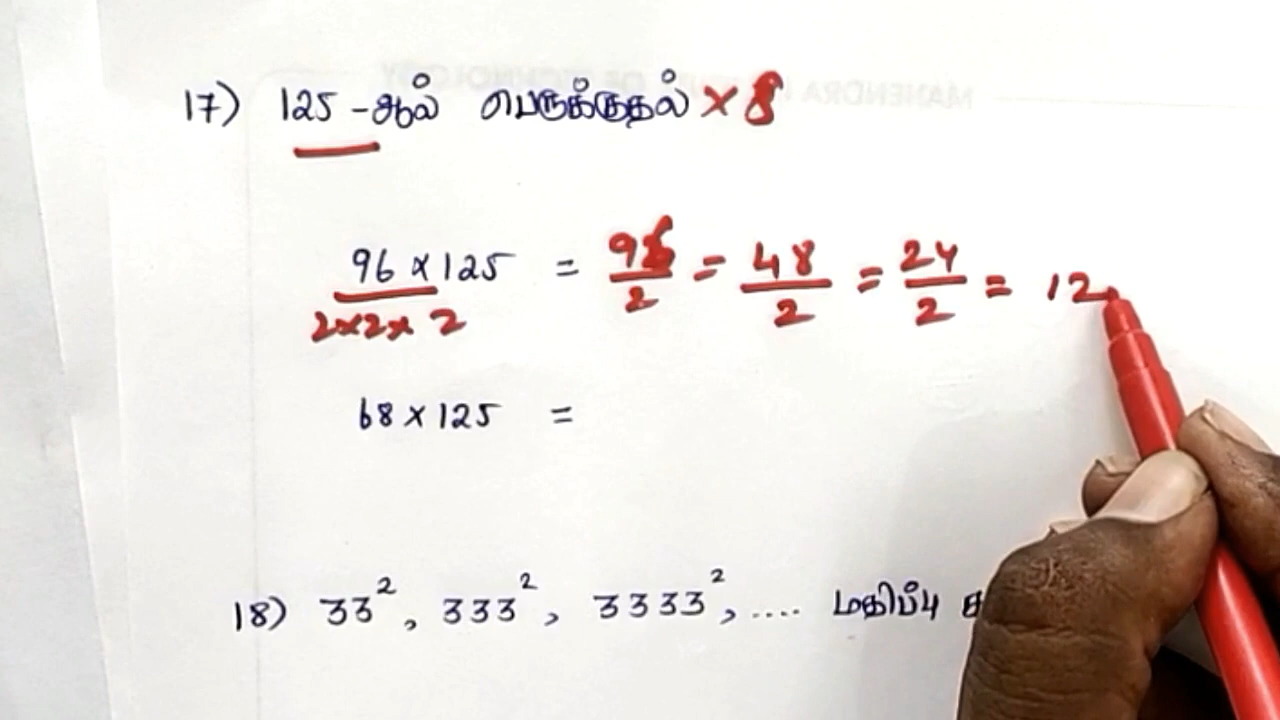 17) 125 -ஆல் பெருக்குதல் × 8
96 × 125 = 96/2 = 48/2 = 24/2 = 12
2×2×2
68 × 125 =
18) 33², 333², 3333², .... மதிப்பு